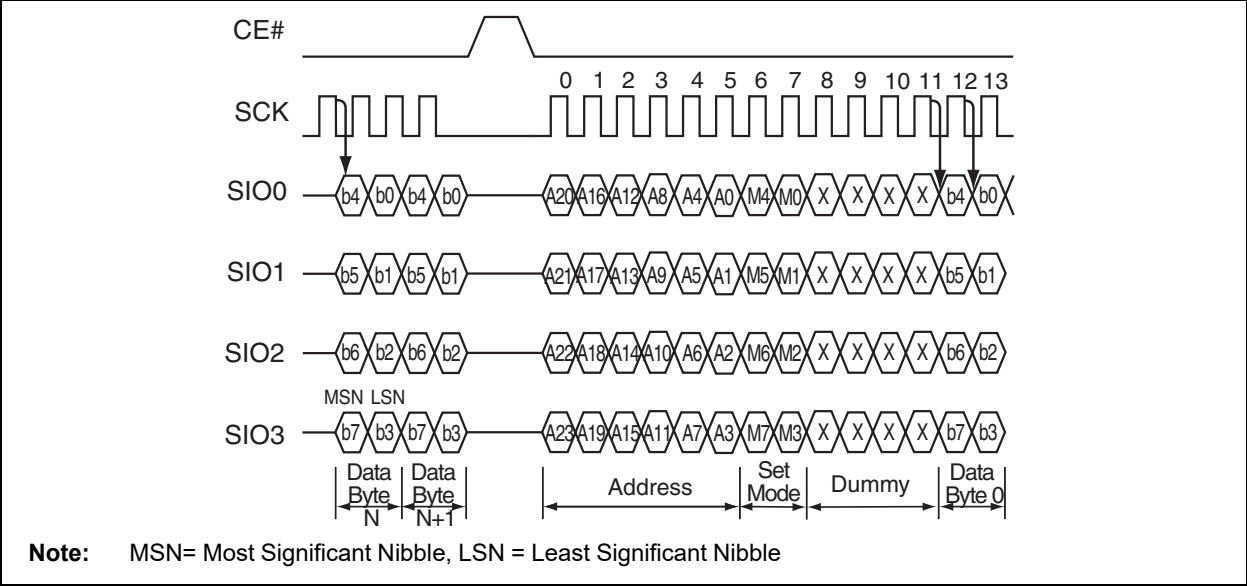 CE#
0 1 2 3 4 5 6 7 8 9 10 11 12 13
SCK
SIO0 b4 b0 b4 b0 A20 A16 A12 A8 A4 A0 M4 M0 X X X X b4 b0
SIO1 b5 b1 b5 b1 A21 A17 A13 A9 A5 A1 M5 M1 X X X X b5 b1
SIO2 b6 b2 b6 b2 A22 A18 A14 A10 A6 A2 M6 M2 X X X X b6 b2
MSN LSN
SIO3 b7 b3 b7 b3 A23 A19 A15 A11 A7 A3 M7 M3 X X X X b7 b3
Data Byte N
Data Byte N+1
Address
Set Mode
Dummy
Data Byte 0
Note: MSN= Most Significant Nibble, LSN = Least Significant Nibble